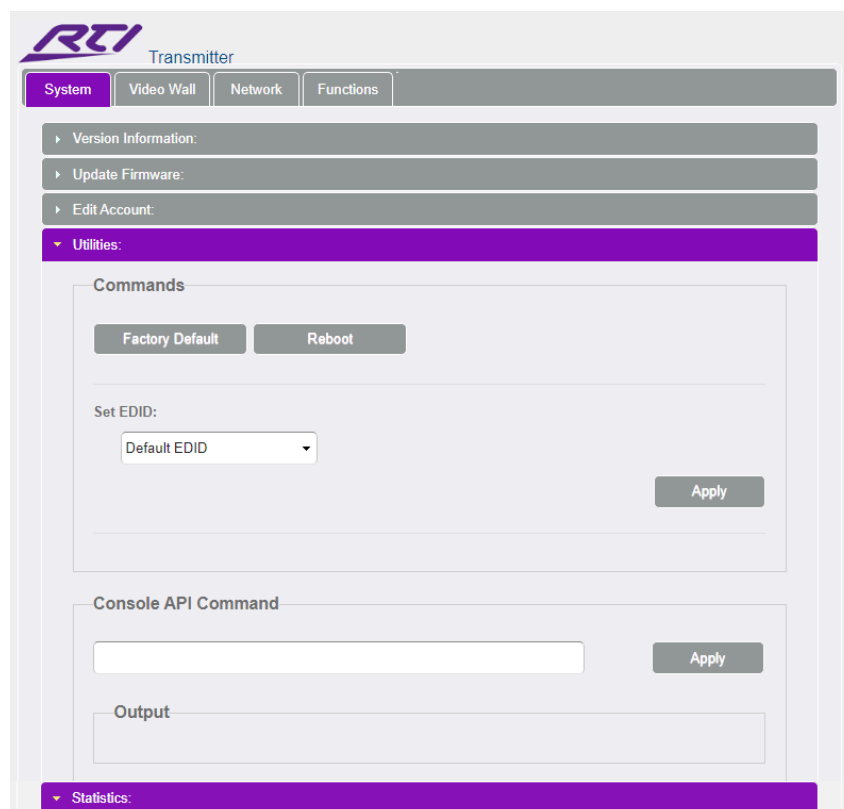 RTI
Transmitter
System Video Wall Network Functions
Version Information:
Update Firmware:
Edit Account:
Utilities:
Commands
Factory Default Reboot
Set EDID:
Default EDID
Apply
Console API Command
Apply
Output
Statistics: